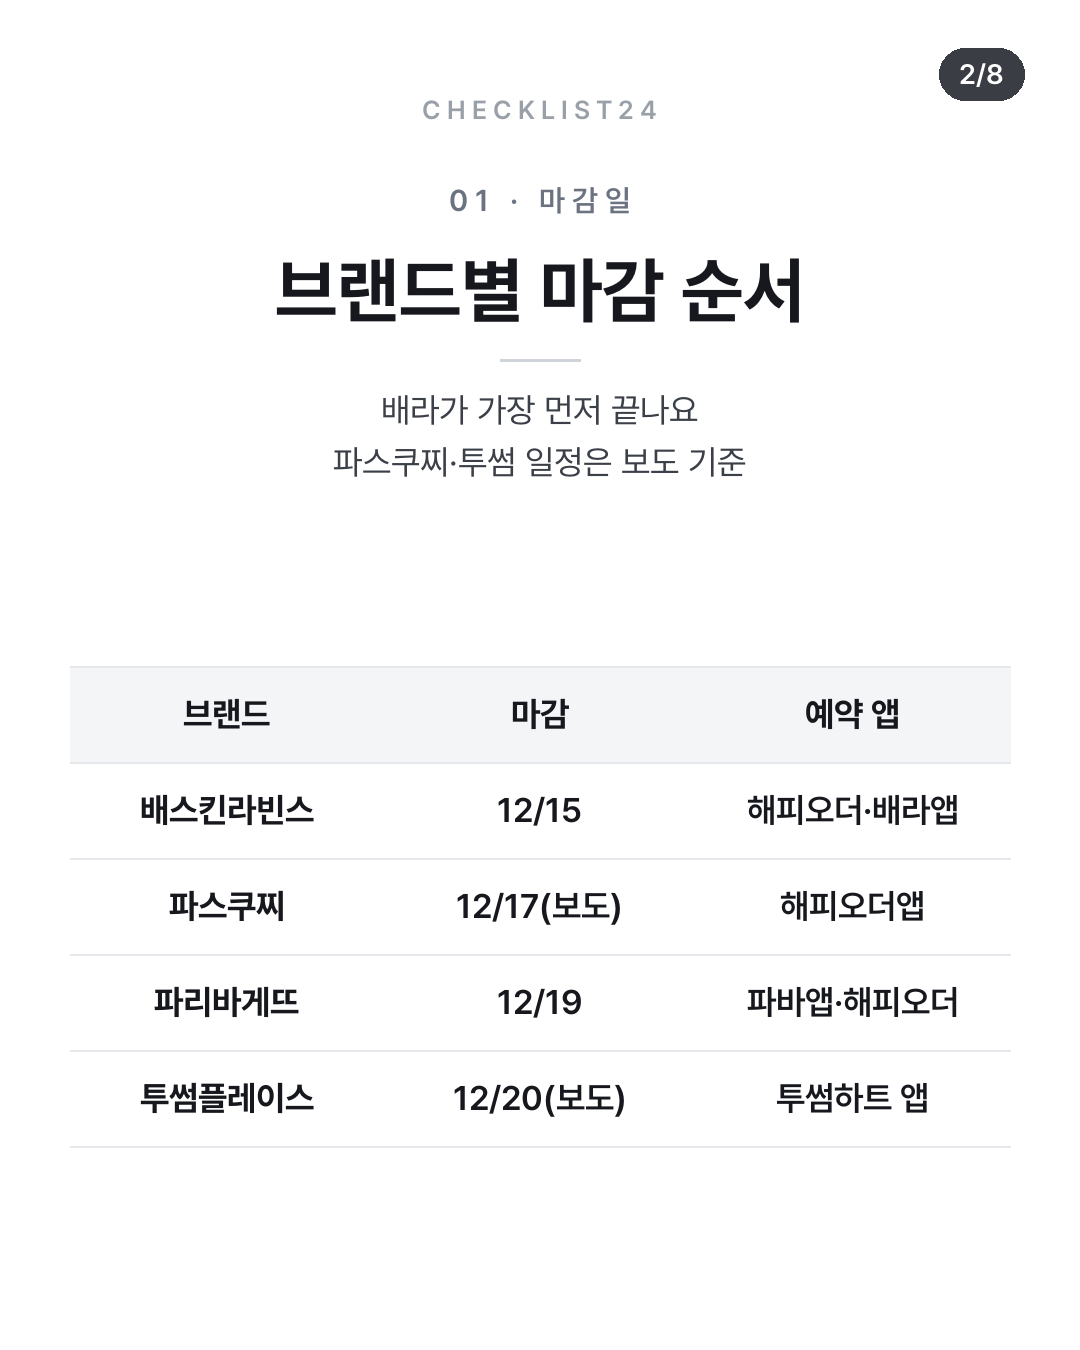 2/8
CHECKLIST24
01 · 마감일
브랜드별 마감 순서
배라가 가장 먼저 끝나요
파스쿠찌·투썸 일정은 보도 기준
브랜드 마감 예약 앱
배스킨라빈스 12/15 해피오더·배라앱
파스쿠찌 12/17(보도) 해피오더앱
파리바게뜨 12/19 파바앱·해피오더
투썸플레이스 12/20(보도) 투썸하트 앱